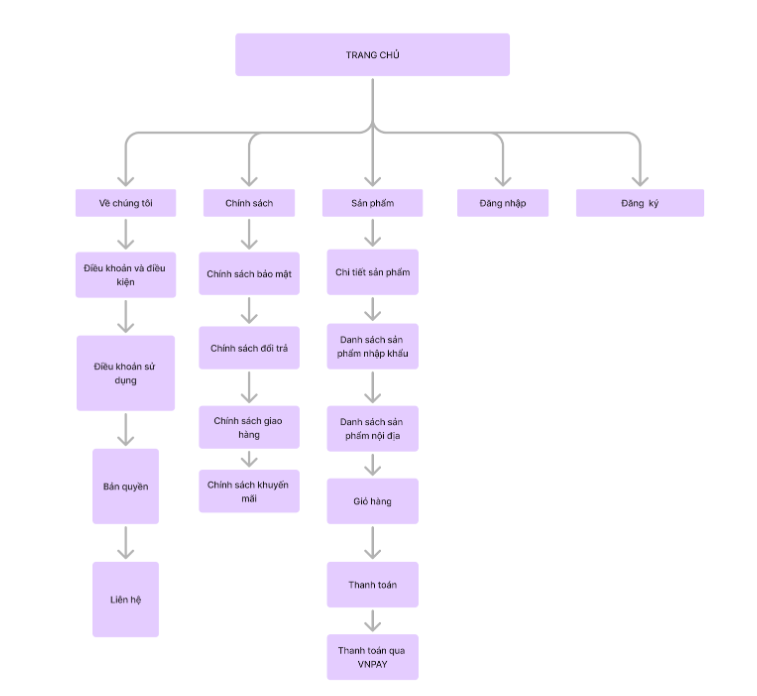 TRANG CHỦ
Về chúng tôi
Chính sách
Sản phẩm
Đăng nhập
Đăng ký
Điều khoản và điều
kiện
Điều khoản sử
dụng
Bản quyền
Liên hệ
Chính sách bảo mật
Chính sách đổi trả
Chính sách giao
hàng
Chính sách khuyến
mãi
Chi tiết sản phẩm
Danh sách sản
phẩm nhập khẩu
Danh sách sản
phẩm nội địa
Giỏ hàng
Thanh toán
Thanh toán qua
VNPAY